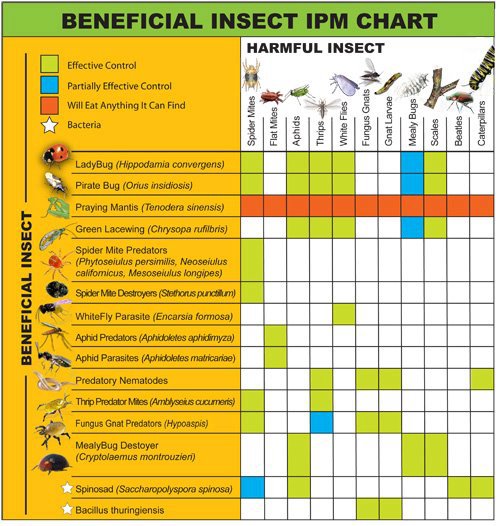 BENEFICIAL INSECT IPM CHART
HARMFUL INSECT
Effective Control
Partially Effective Control
Will Eat Anything It Can Find
Bacteria
Spider Mites
Flat Mites
Aphids
Thrips
White Flies
Fungus Gnats
Gnat Larvae
Mealy Bugs
Scales
Beatles
Caterpillars
BENEFICIAL INSECT
LadyBug (Hippodamia convergens)
Pirate Bug (Orius insidiosis)
Praying Mantis (Tenodera sinensis)
Green Lacewing (Chrysopa rufilbris)
Spider Mite Predators
(Phytoseiulus persimilis, Neoseiulus
californicus, Mesoseiulus longipes)
Spider Mite Destroyers (Stethorus punctillum)
WhiteFly Parasite (Encarsia formosa)
Aphid Predators (Aphidoletes aphidimyza)
Aphid Parasites (Aphidoletes matricariae)
Predatory Nematodes
Thrip Predator Mites (Amblyseius cucumeris)
Fungus Gnat Predators (Hypoaspis)
MealyBug Destoyer
(Cryptolaemus montrouzieri)
Spinosad (Saccharopolyspora spinosa)
Bacillus thuringiensis